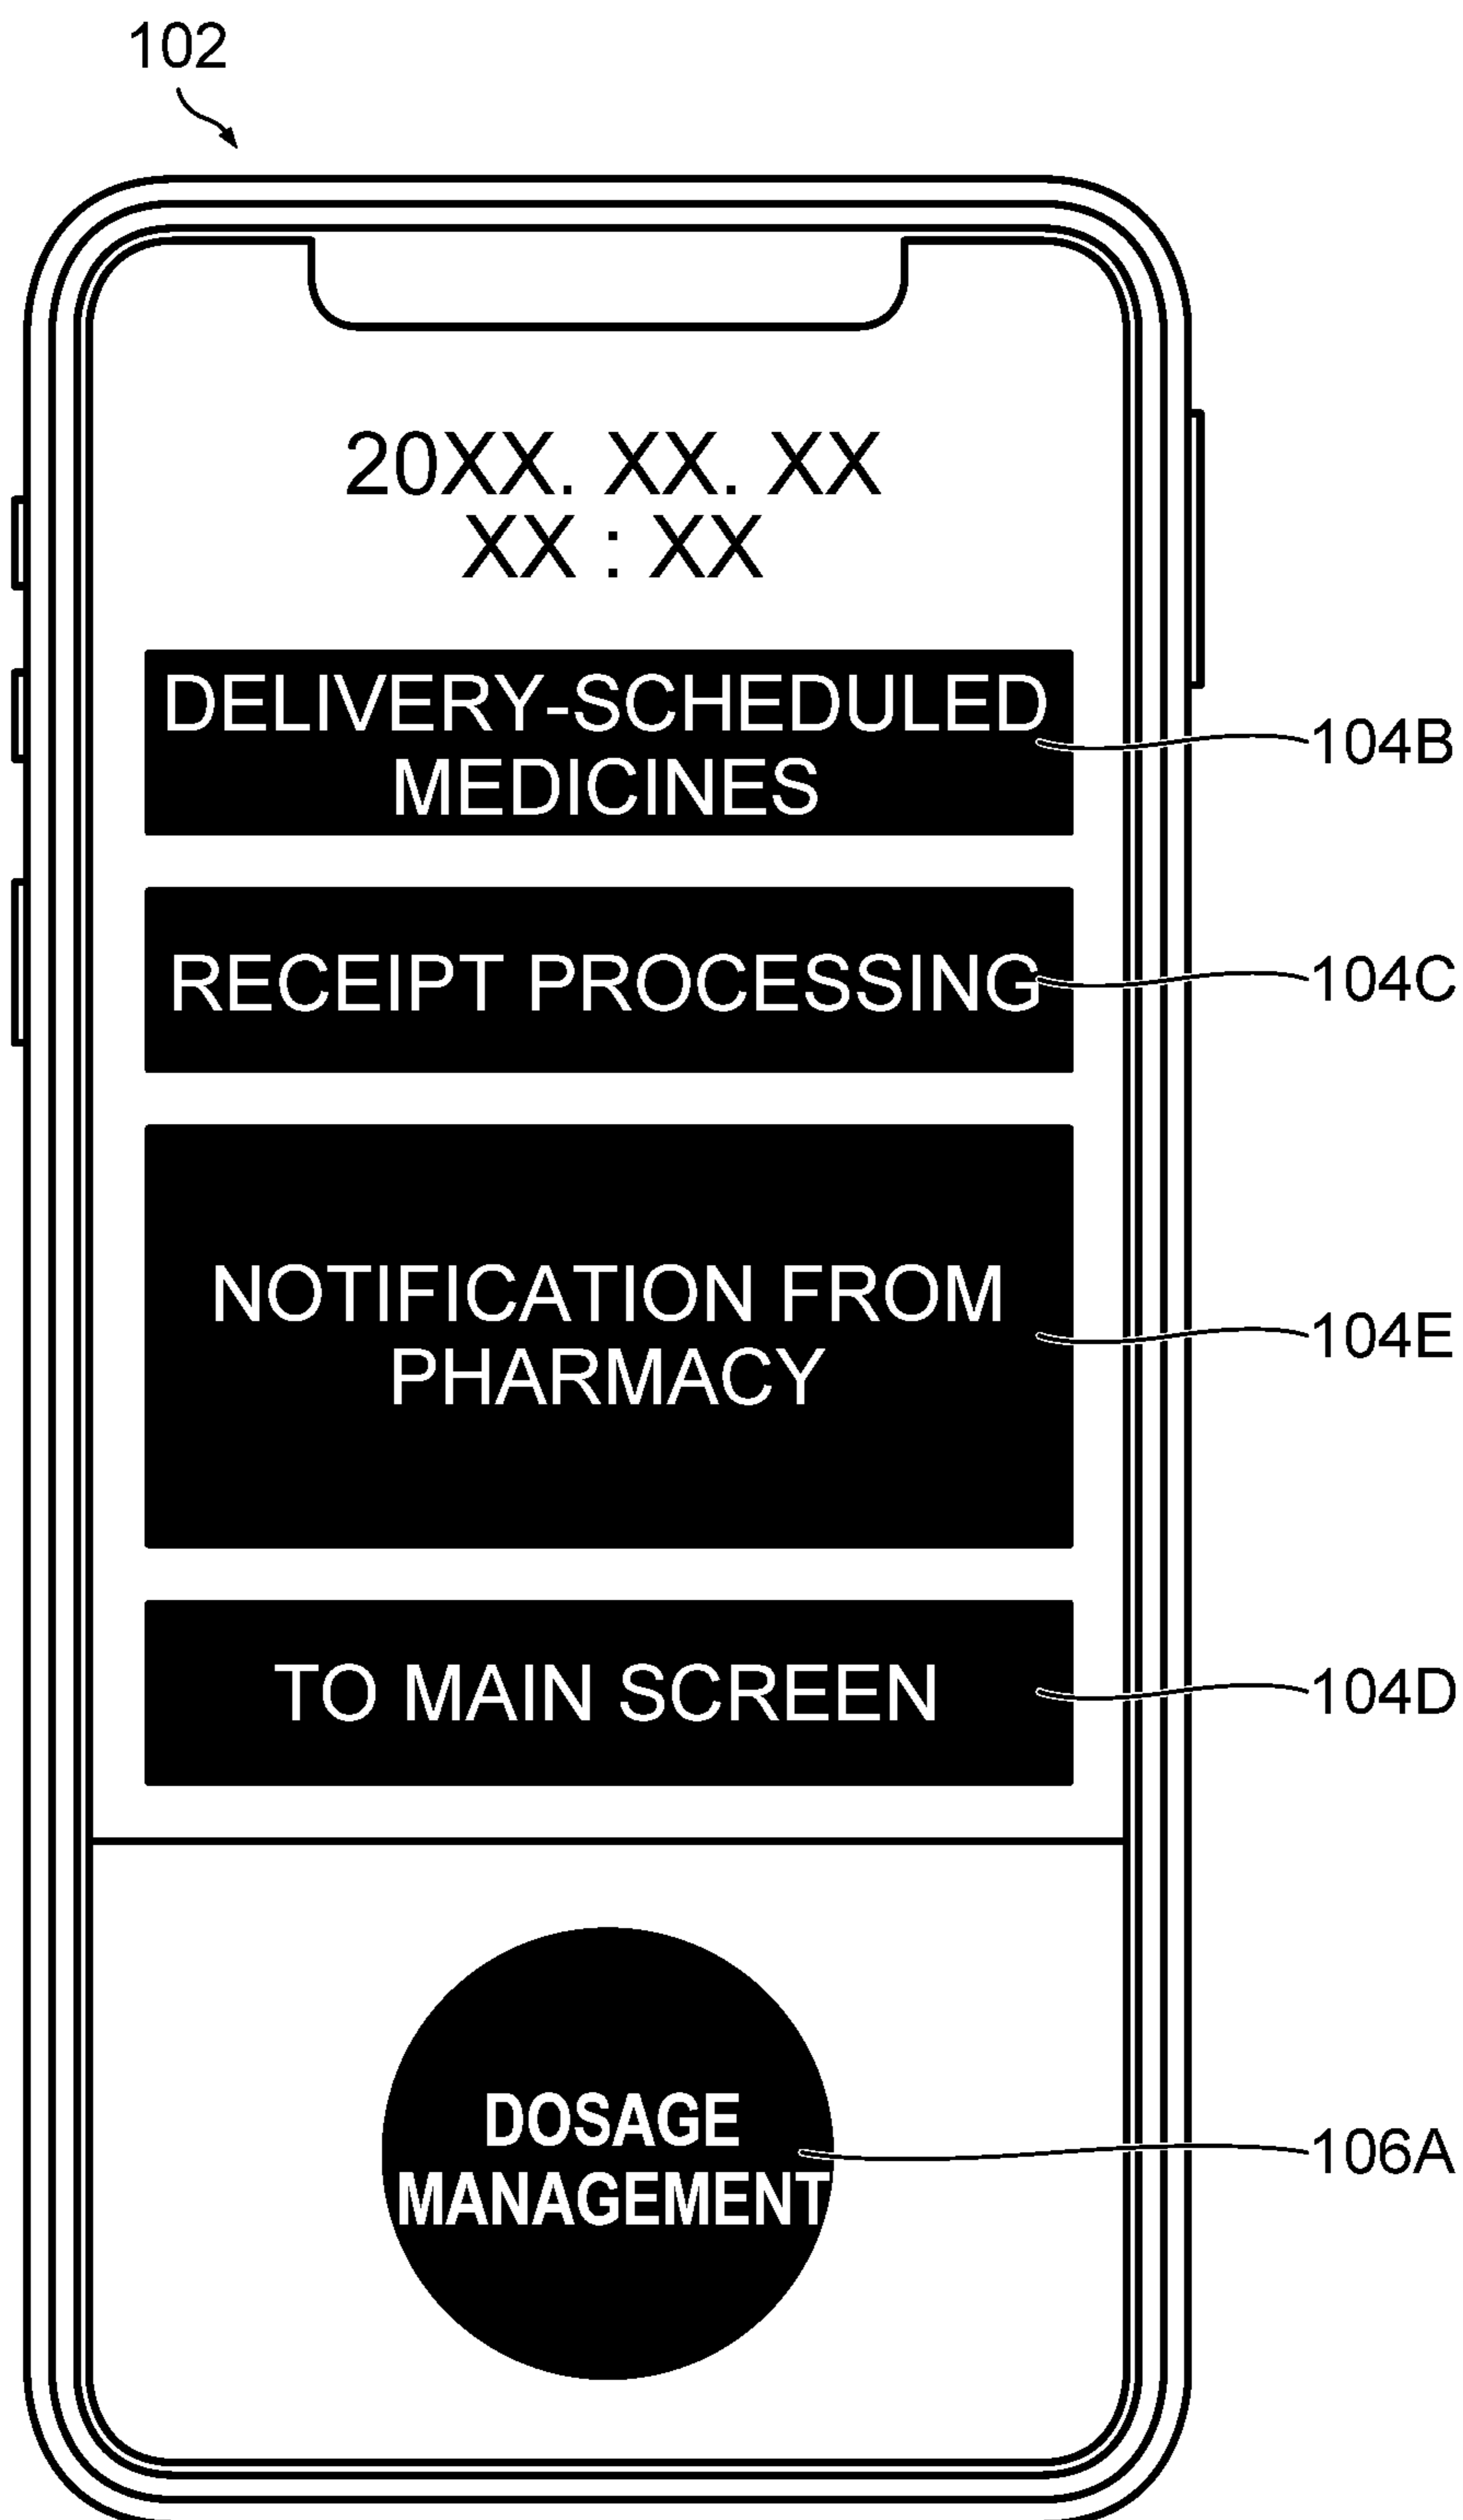 102
20XX. XX. XX
XX : XX
DELIVERY-SCHEDULED
MEDICINES
104B
RECEIPT PROCESSING
104C
NOTIFICATION FROM
PHARMACY
104E
TO MAIN SCREEN
104D
DOSAGE
MANAGEMENT
106A